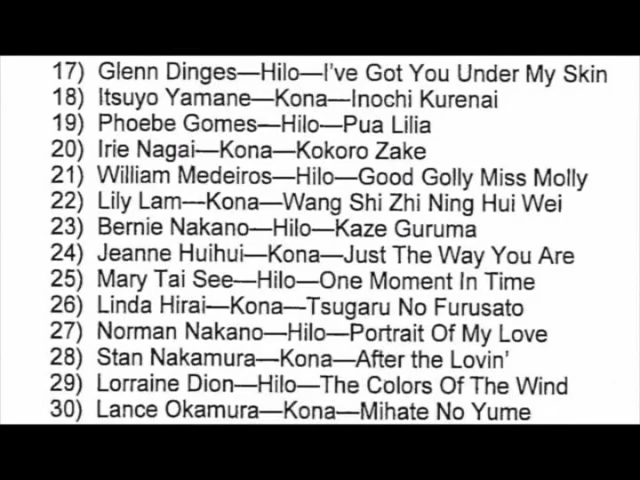 17) Glenn Dinges—Hilo—I've Got You Under My Skin
18) Itsuyo Yamane—Kona—Inochi Kurenai
19) Phoebe Gomes—Hilo—Pua Lilia
20) Irie Nagai—Kona—Kokoro Zake
21) William Medeiros—Hilo—Good Golly Miss Molly
22) Lily Lam---Kona—Wang Shi Zhi Ning Hui Wei
23) Bernie Nakano—Hilo—Kaze Guruma
24) Jeanne Huihui—Kona—Just The Way You Are
25) Mary Tai See—Hilo—One Moment In Time
26) Linda Hirai—Kona—Tsugaru No Furusato
27) Norman Nakano—Hilo—Portrait Of My Love
28) Stan Nakamura—Kona—After the Lovin'
29) Lorraine Dion—Hilo—The Colors Of The Wind
30) Lance Okamura—Kona—Mihate No Yume